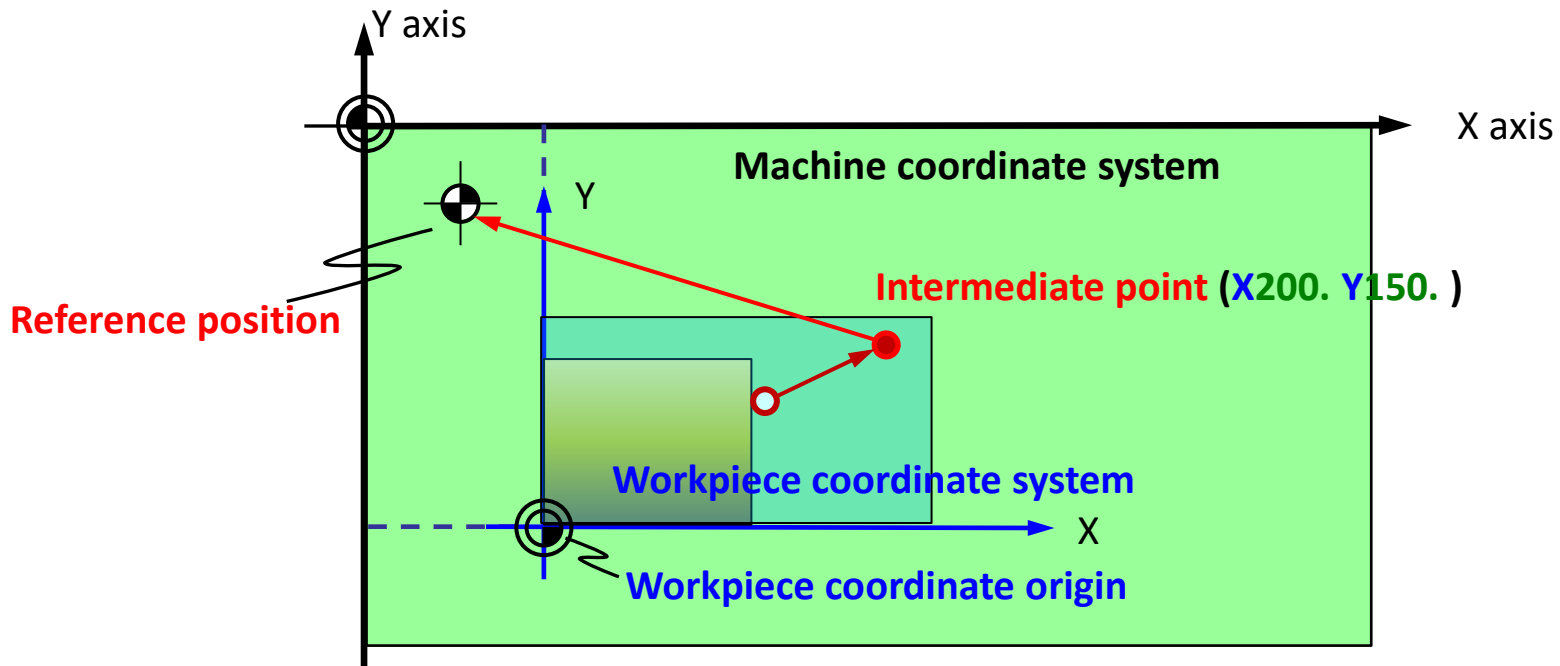 Y axis
X axis
Machine coordinate system
Y
Intermediate point (X200. Y150. )
Reference position
Workpiece coordinate system
X
Workpiece coordinate origin